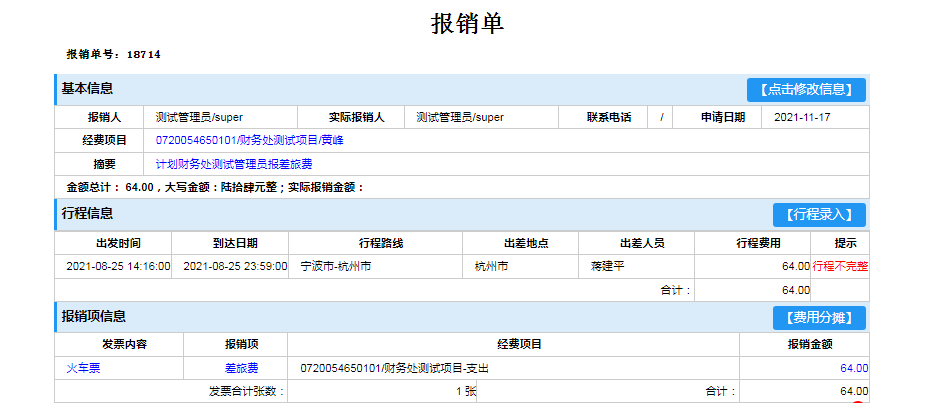 报销单
报销单号：18714
基本信息 【点击修改信息】
报销人 测试管理员/super 实际报销人 测试管理员/super 联系电话 / 申请日期 2021-11-17
经费项目 0720054650101/财务处测试项目/黄峰
摘要 计划财务处测试管理员报差旅费
金额总计： 64.00，大写金额：陆拾肆元整；实际报销金额：
行程信息 【行程录入】
出发时间 到达日期 行程路线 出差地点 出差人员 行程费用 提示
2021-08-25 14:16:00 2021-08-25 23:59:00 宁波市-杭州市 杭州市 蒋建平 64.00 行程不完整
合计： 64.00
报销项信息 【费用分摊】
发票内容 报销项 经费项目 报销金额
火车票 差旅费 0720054650101/财务处测试项目-支出 64.00
发票合计张数： 1 张 合计： 64.00